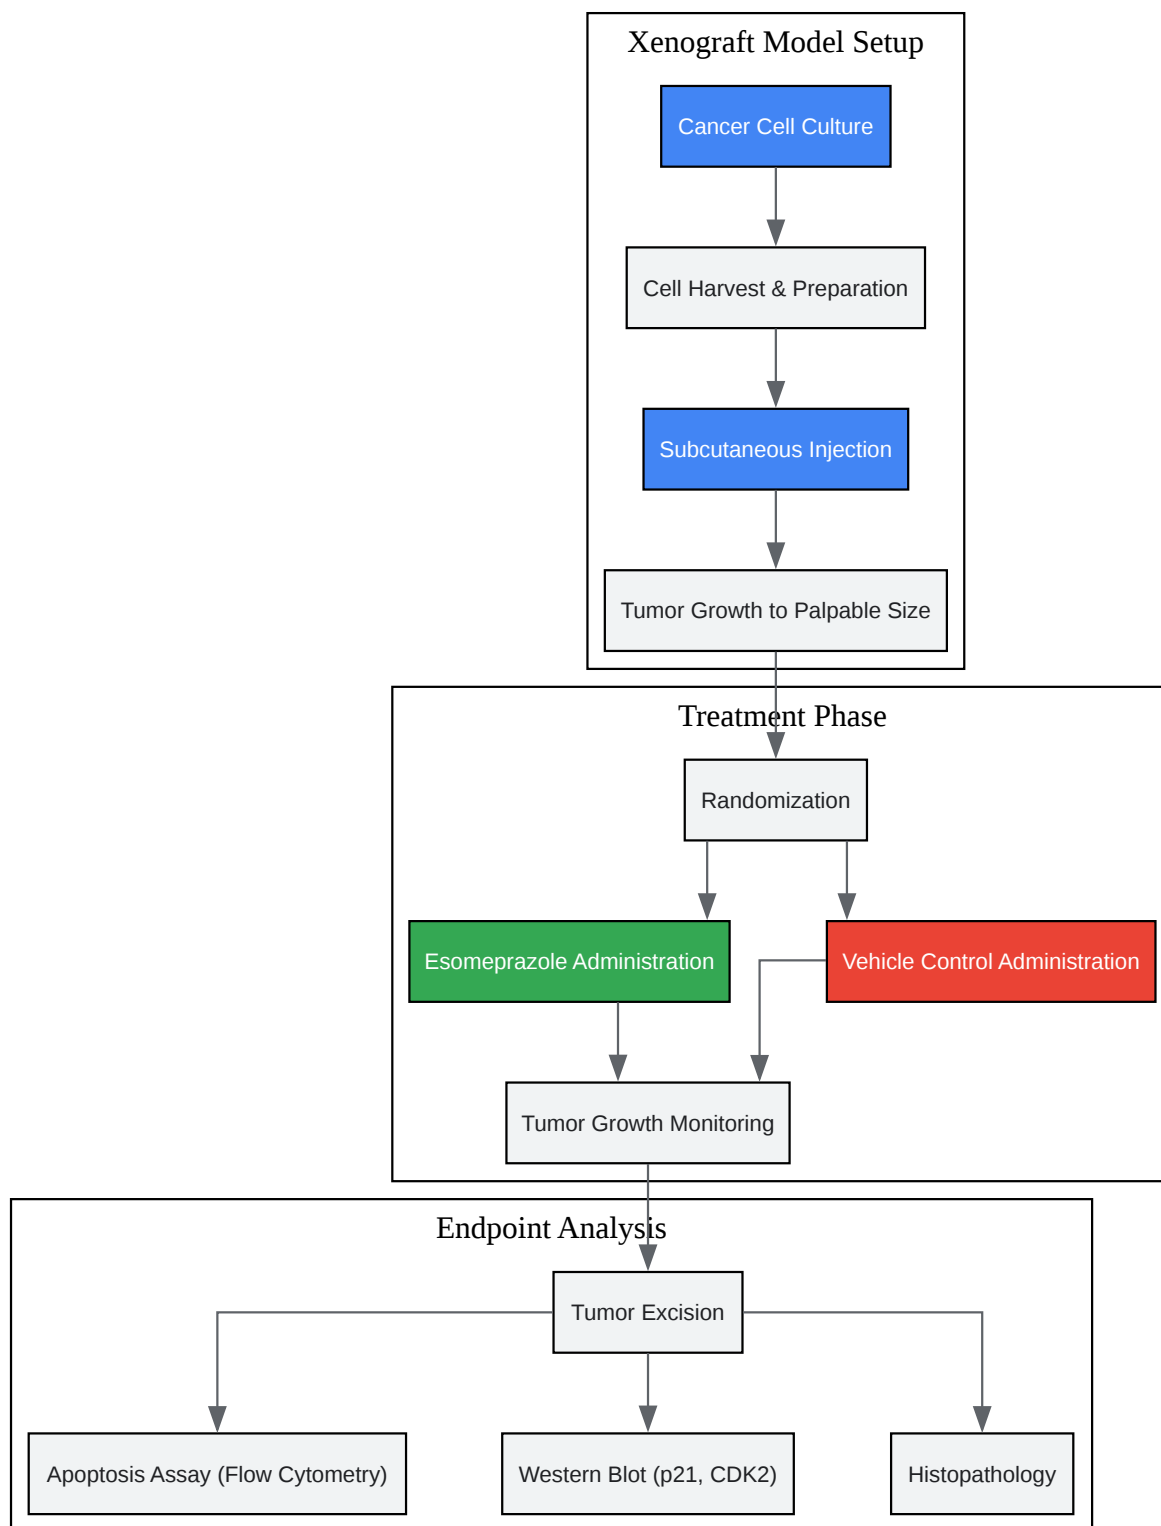 Xenograft Model Setup
Cancer Cell Culture
Cell Harvest & Preparation
Subcutaneous Injection
Tumor Growth to Palpable Size
Treatment Phase
Randomization
Esomeprazole Administration
Vehicle Control Administration
Tumor Growth Monitoring
Endpoint Analysis
Tumor Excision
Apoptosis Assay (Flow Cytometry)
Western Blot (p21, CDK2)
Histopathology